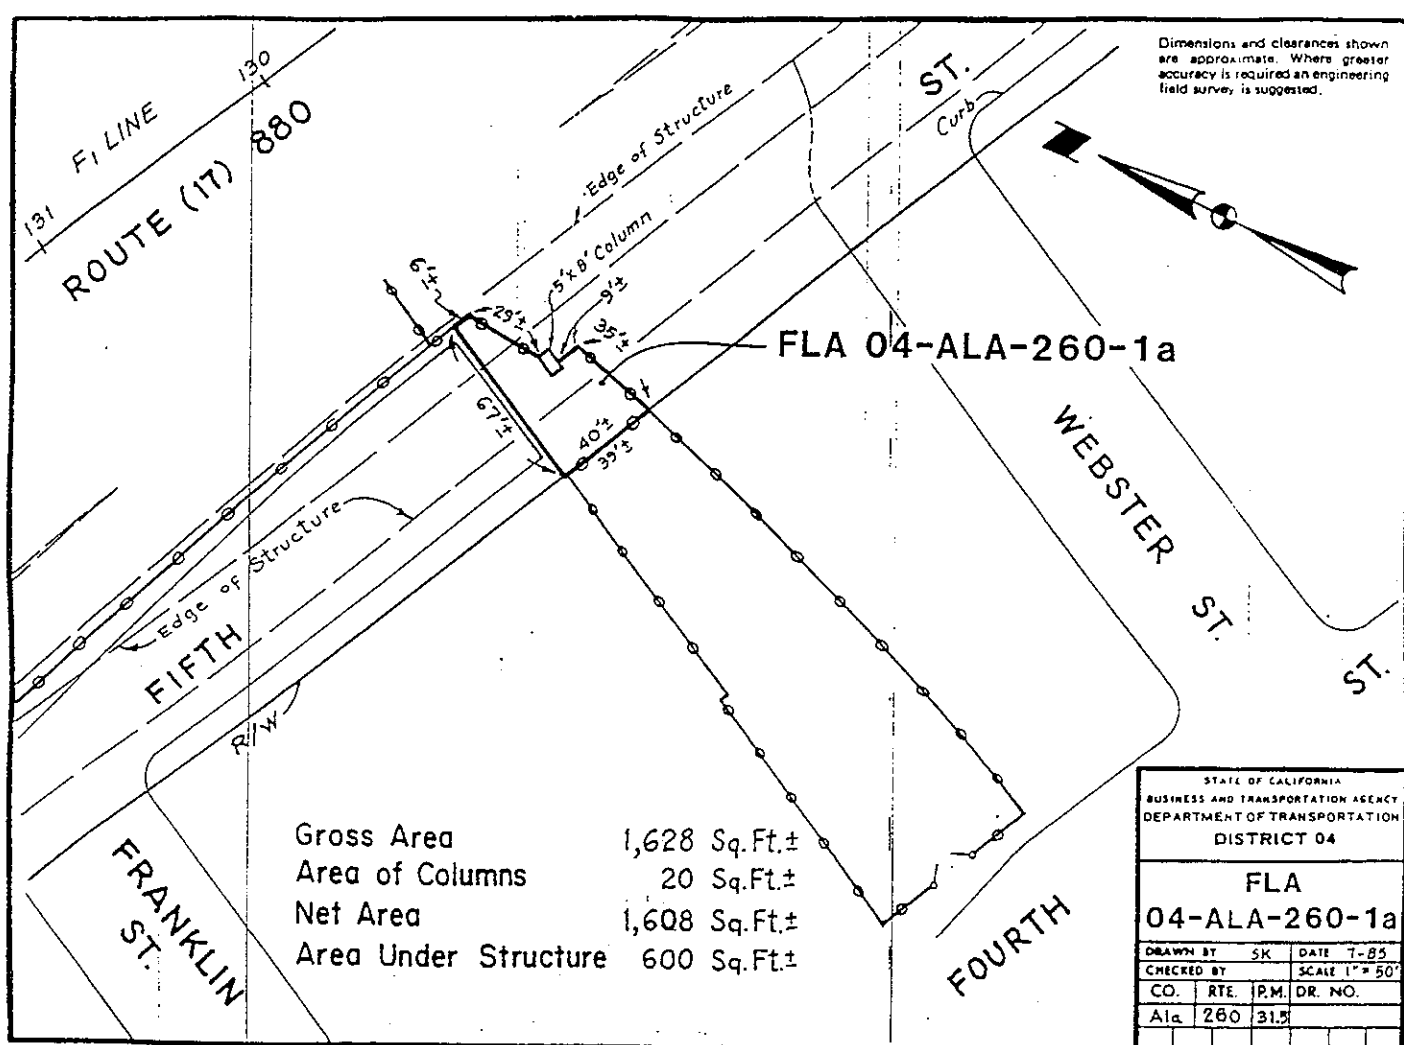 Dimensions and clearances shown
are approximate. Where greater
accuracy is required an engineering
field survey is suggested.
130
F1 LINE
131
ROUTE (17) 880
Edge of Structure
ST.
Curb
5'x8' Column
6'±
29'±
9'±
35'±
FLA 04-ALA-260-1a
67'±
40'±
39'±
WEBSTER ST.
Edge of Structure
FIFTH
R/W
ST.
FRANKLIN
ST.
FOURTH
Gross Area 1,628 Sq.Ft.±
Area of Columns 20 Sq.Ft.±
Net Area 1,608 Sq.Ft.±
Area Under Structure 600 Sq.Ft.±
STATE OF CALIFORNIA
BUSINESS AND TRANSPORTATION AGENCY
DEPARTMENT OF TRANSPORTATION
DISTRICT 04
FLA
04-ALA-260-1a
DRAWN BY SK DATE 7-85
CHECKED BY SCALE 1"=50'
CO. RTE. P.M. DR. NO.
Ala 260 31.5